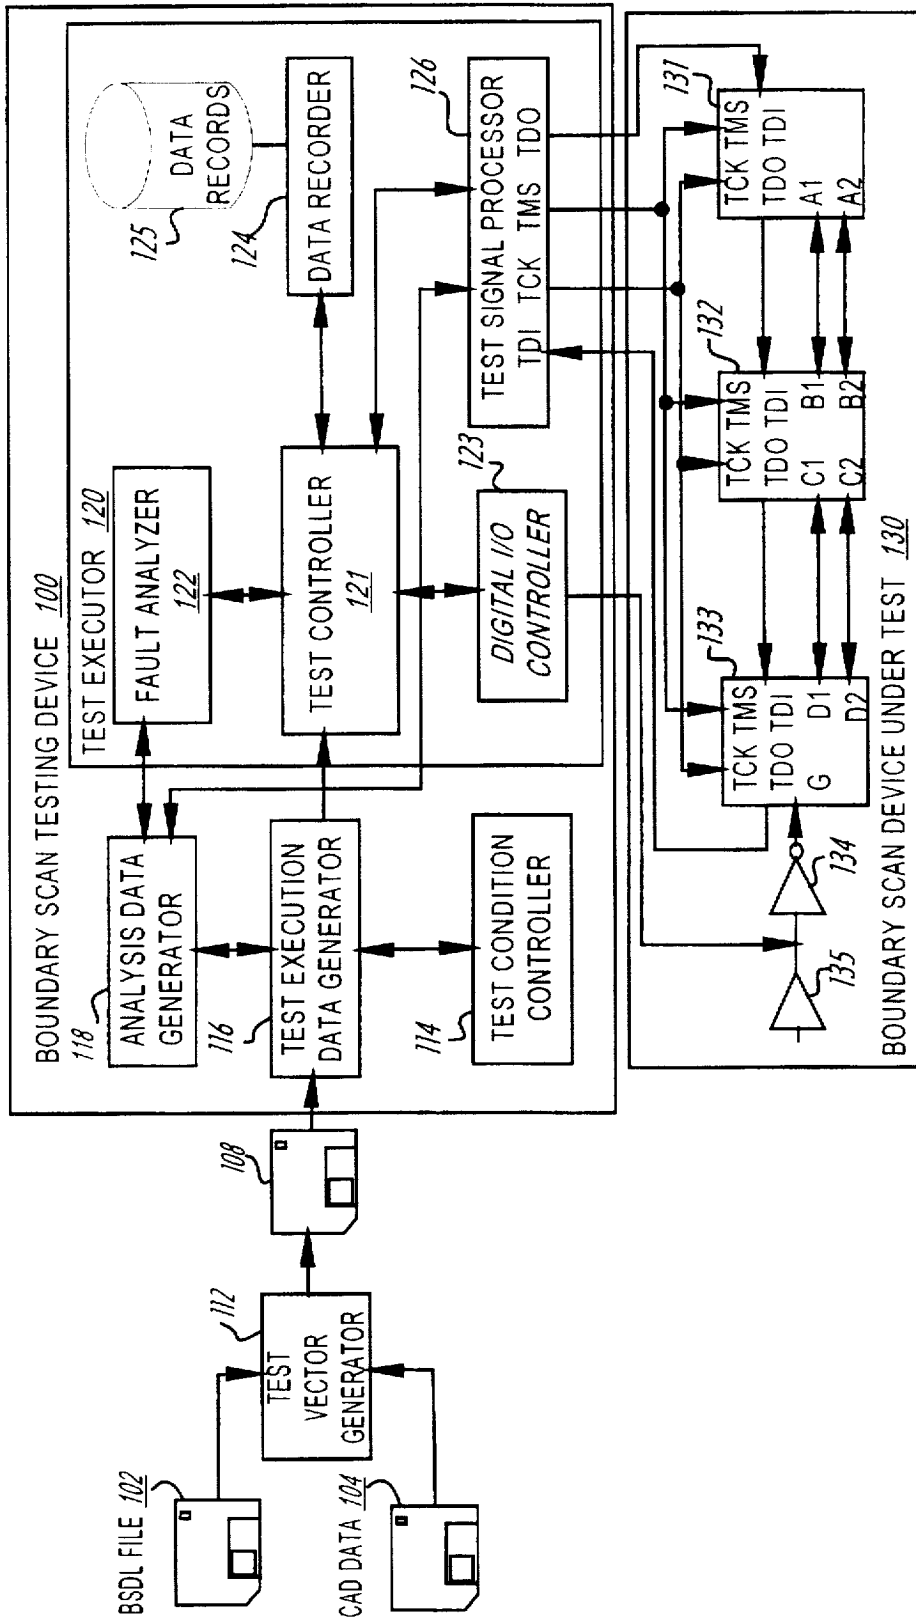 BSDL FILE 102
CAD DATA 104
112
TEST
VECTOR
GENERATOR
108
BOUNDARY SCAN TESTING DEVICE 100
118
ANALYSIS DATA
GENERATOR
116
TEST EXECUTION
DATA GENERATOR
114
TEST CONDITION
CONTROLLER
TEST EXECUTOR 120
FAULT ANALYZER
122
TEST CONTROLLER
121
123
DIGITAL I/O
CONTROLLER
125
DATA
RECORDS
124
DATA RECORDER
126
TEST SIGNAL PROCESSOR
TDI TCK TMS TDO
133
TCK TMS
TDO TDI
G D1
D2
132
TCK TMS
TDO TDI
C1 B1
C2 B2
131
TCK TMS
TDO TDI
A1
A2
135
134
BOUNDARY SCAN DEVICE UNDER TEST 130